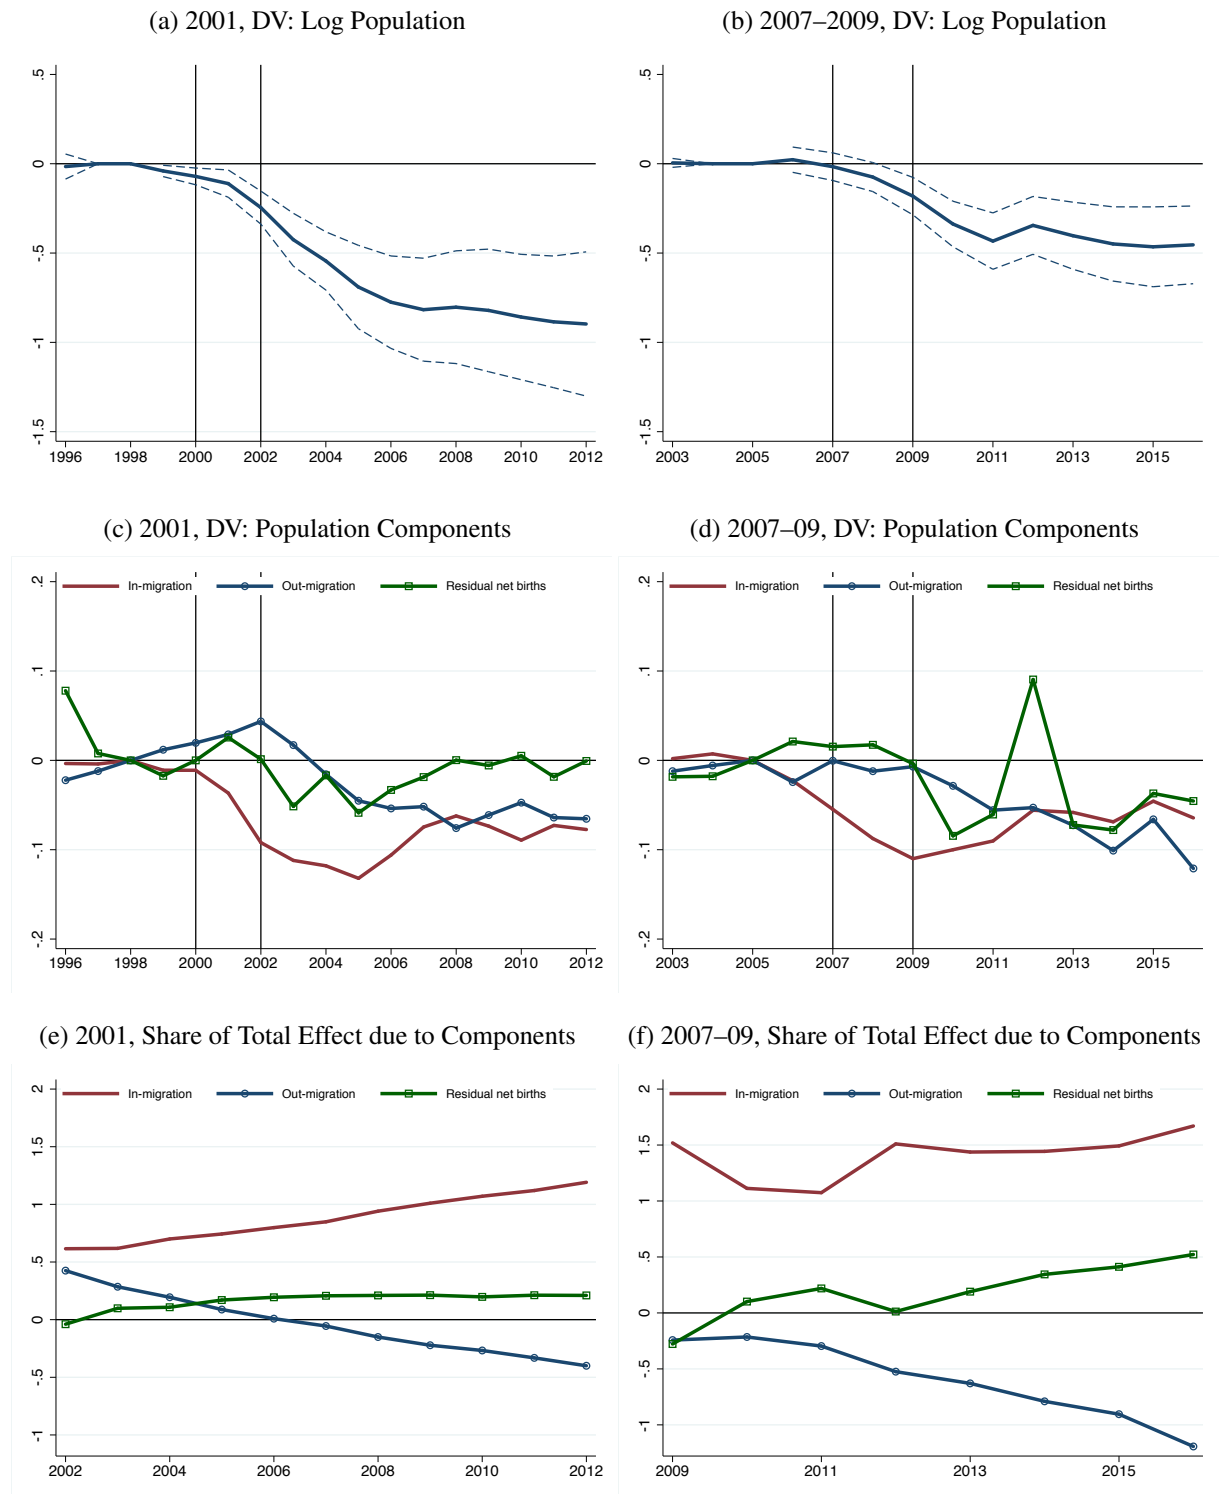 (a) 2001, DV: Log Population
.5
0
-.5
-1
-1.5
1996 1998 2000 2002 2004 2006 2008 2010 2012
(b) 2007–2009, DV: Log Population
.5
0
-.5
-1
-1.5
2003 2005 2007 2009 2011 2013 2015
(c) 2001, DV: Population Components
In-migration Out-migration Residual net births
.2
.1
0
-.1
-.2
1996 1998 2000 2002 2004 2006 2008 2010 2012
(d) 2007–09, DV: Population Components
In-migration Out-migration Residual net births
.2
.1
0
-.1
-.2
2003 2005 2007 2009 2011 2013 2015
(e) 2001, Share of Total Effect due to Components
In-migration Out-migration Residual net births
2
1.5
1
.5
0
-.5
-1
2002 2004 2006 2008 2010 2012
(f) 2007–09, Share of Total Effect due to Components
In-migration Out-migration Residual net births
2
1.5
1
.5
0
-.5
-1
2009 2011 2013 2015